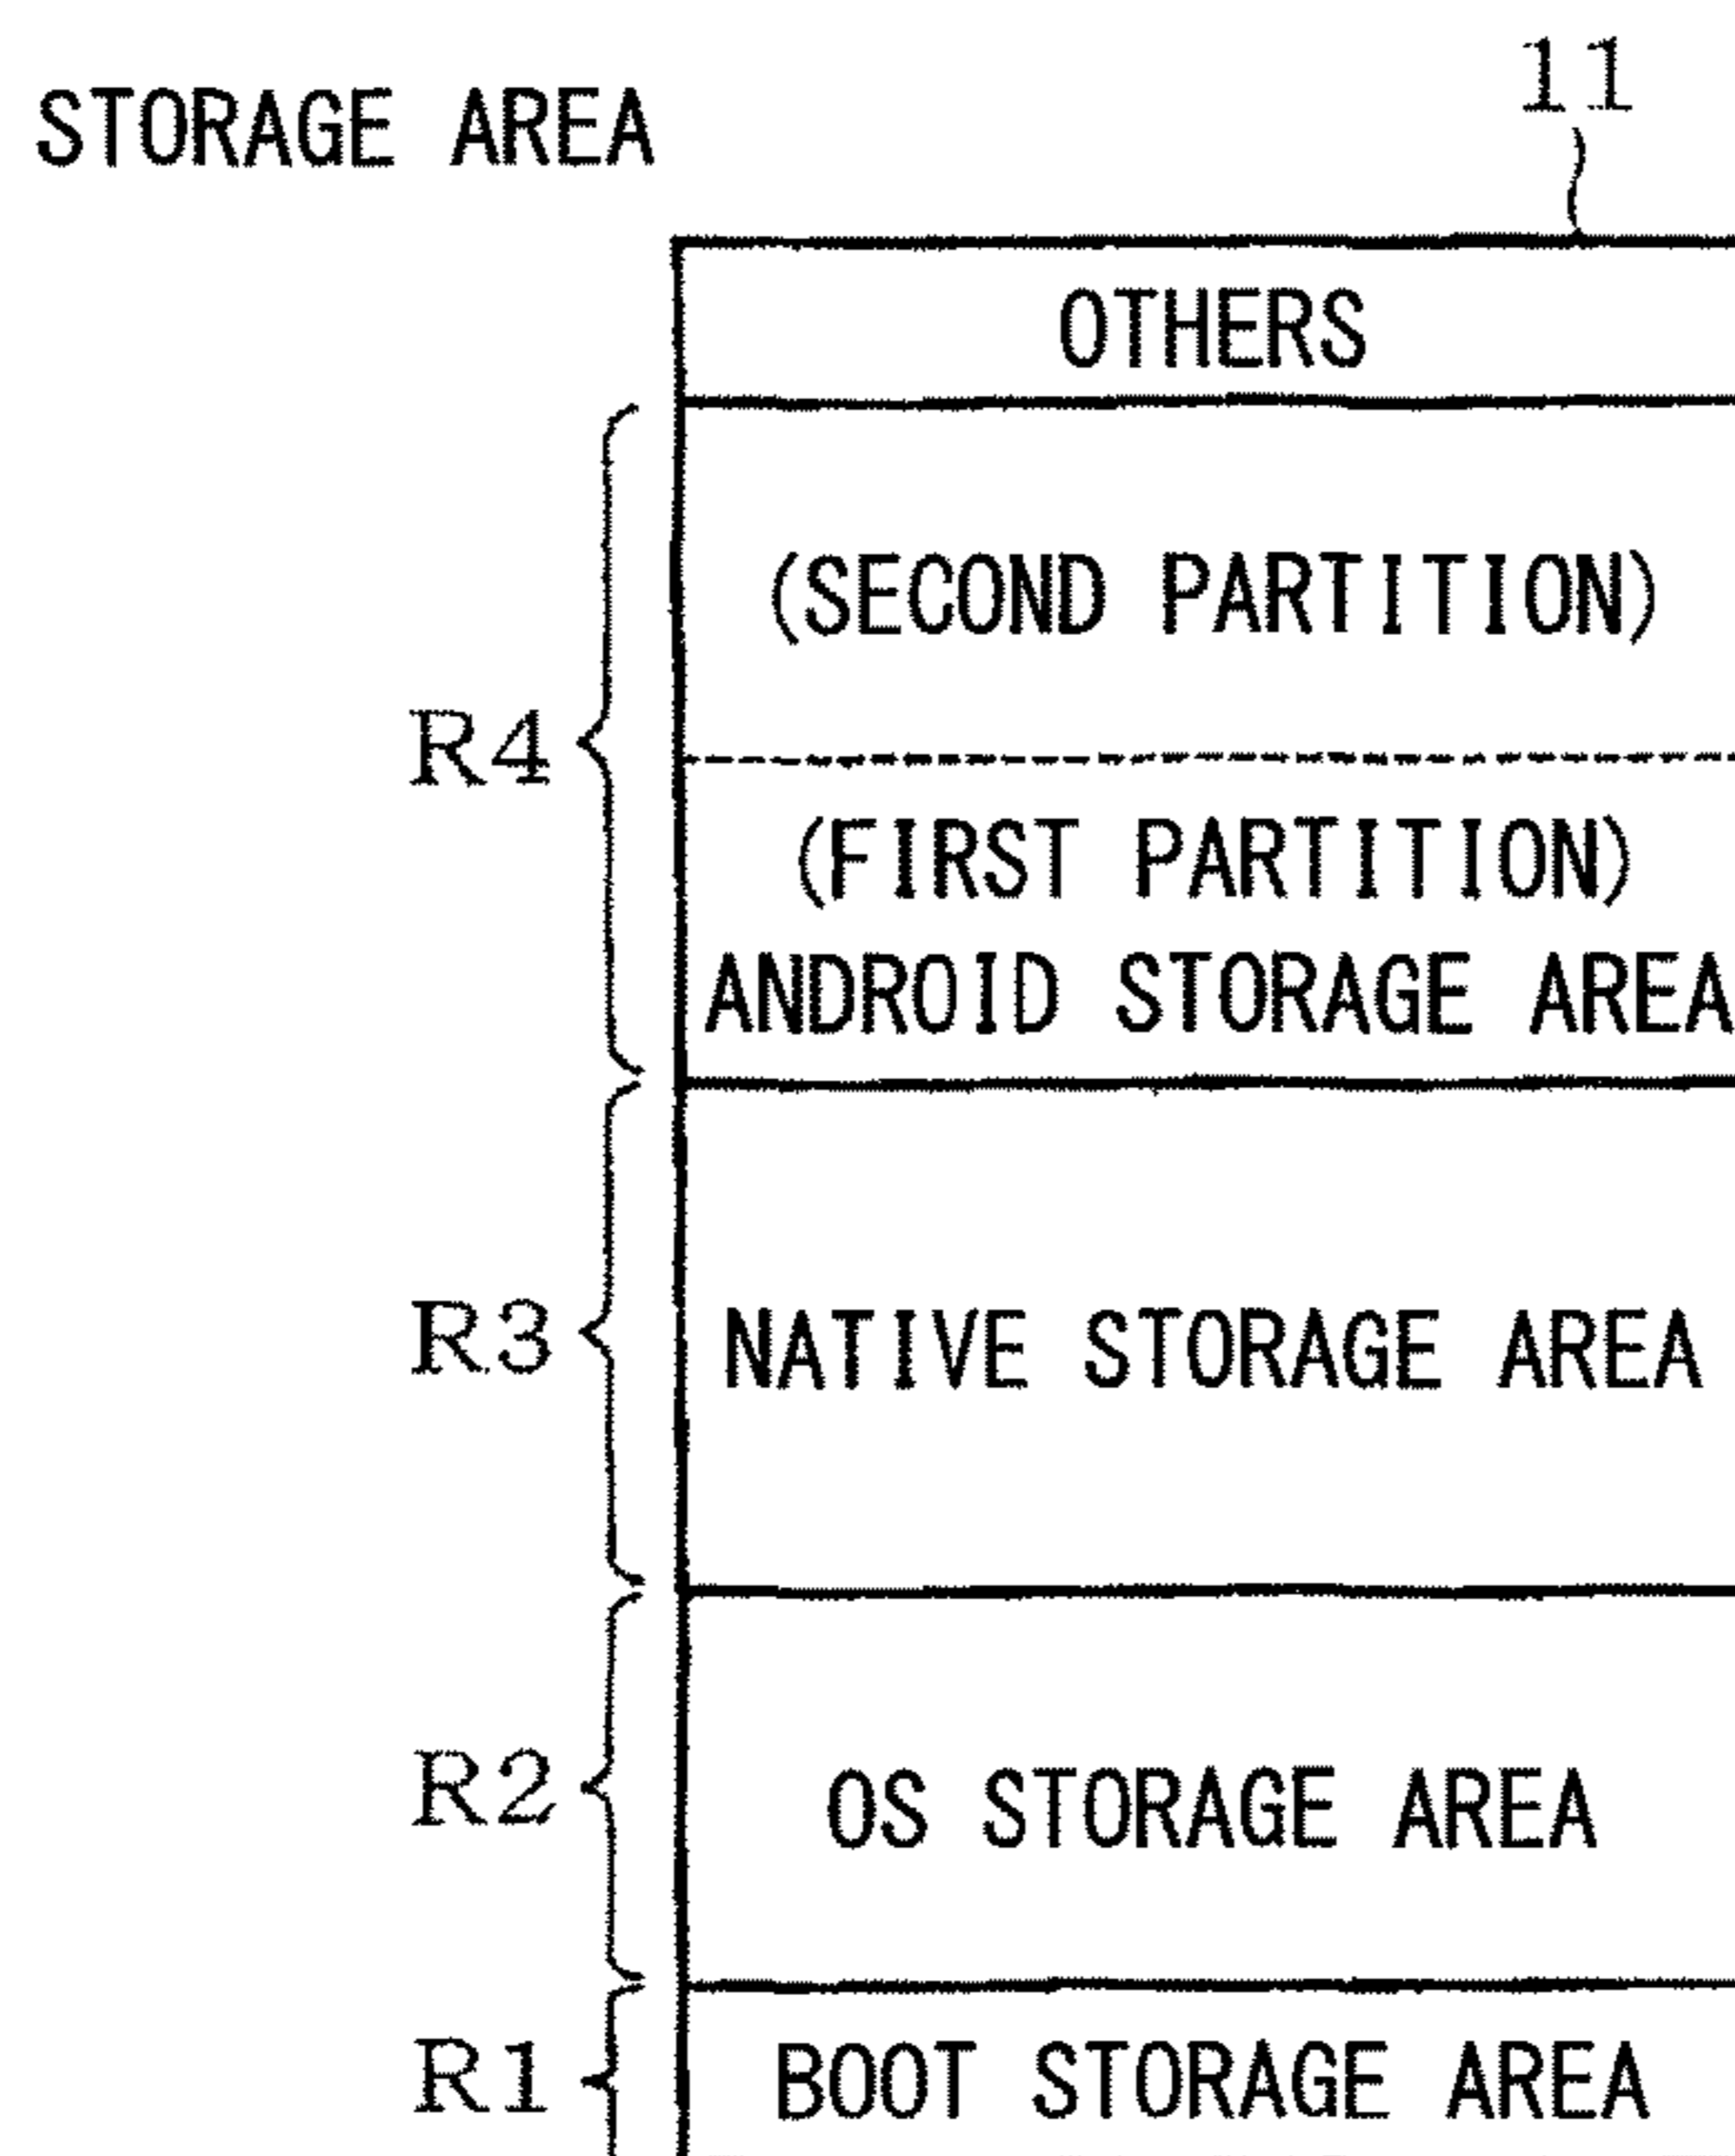 11
STORAGE AREA
OTHERS
(SECOND PARTITION)
R4
(FIRST PARTITION)
ANDROID STORAGE AREA
R3 NATIVE STORAGE AREA
R2 OS STORAGE AREA
R1 BOOT STORAGE AREA